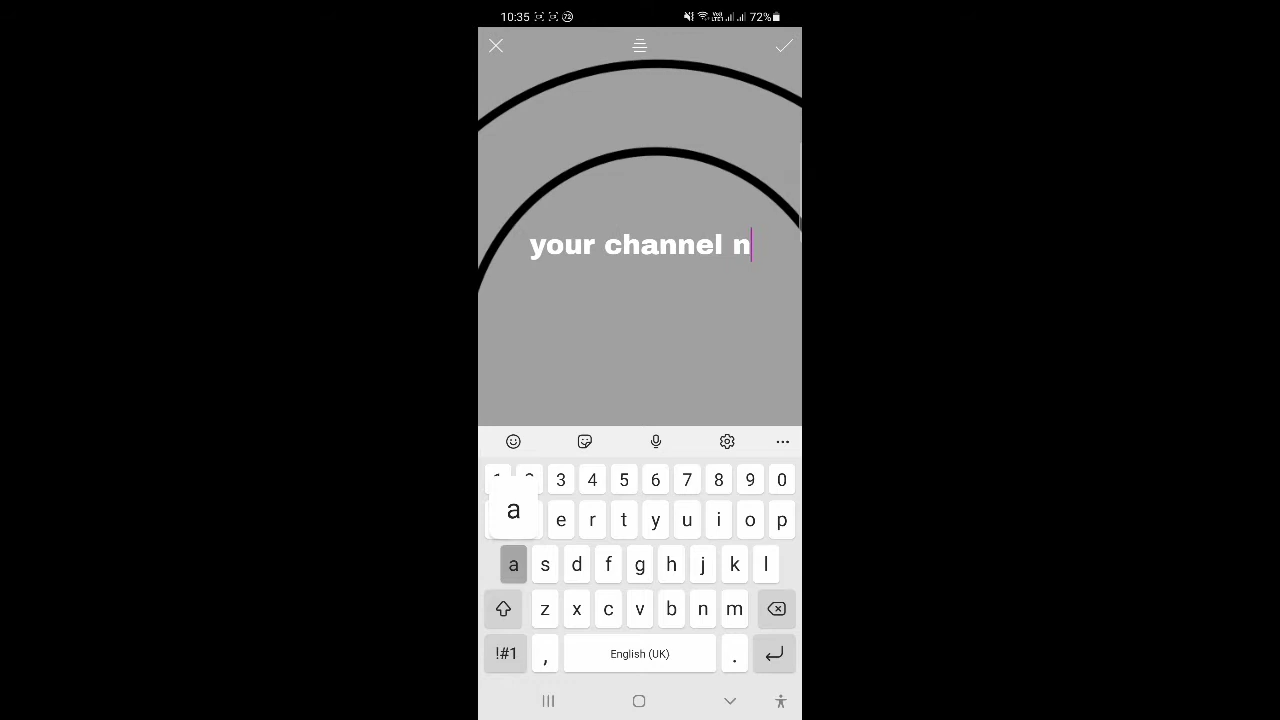 10:35 72%
your channel n
3 4 5 6 7 8 9 0
a
e r t y u i o p
a s d f g h j k l
z x c v b n m
!#1 , English (UK) .